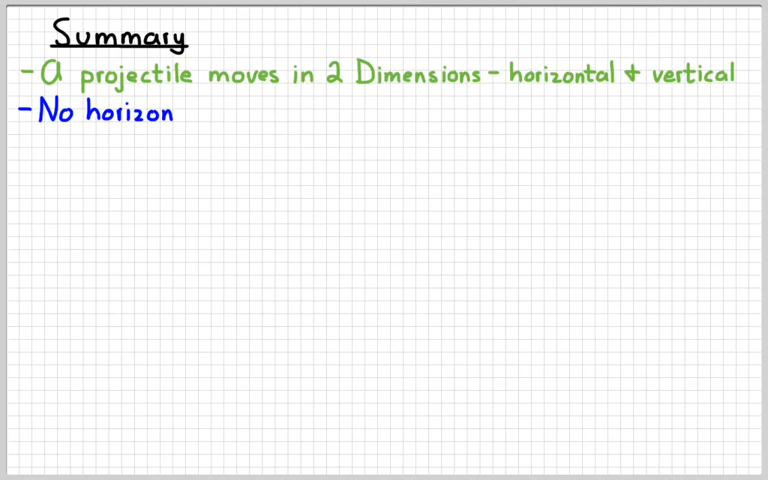 Summary
- A projectile moves in 2 Dimensions - horizontal + vertical
- No horizon